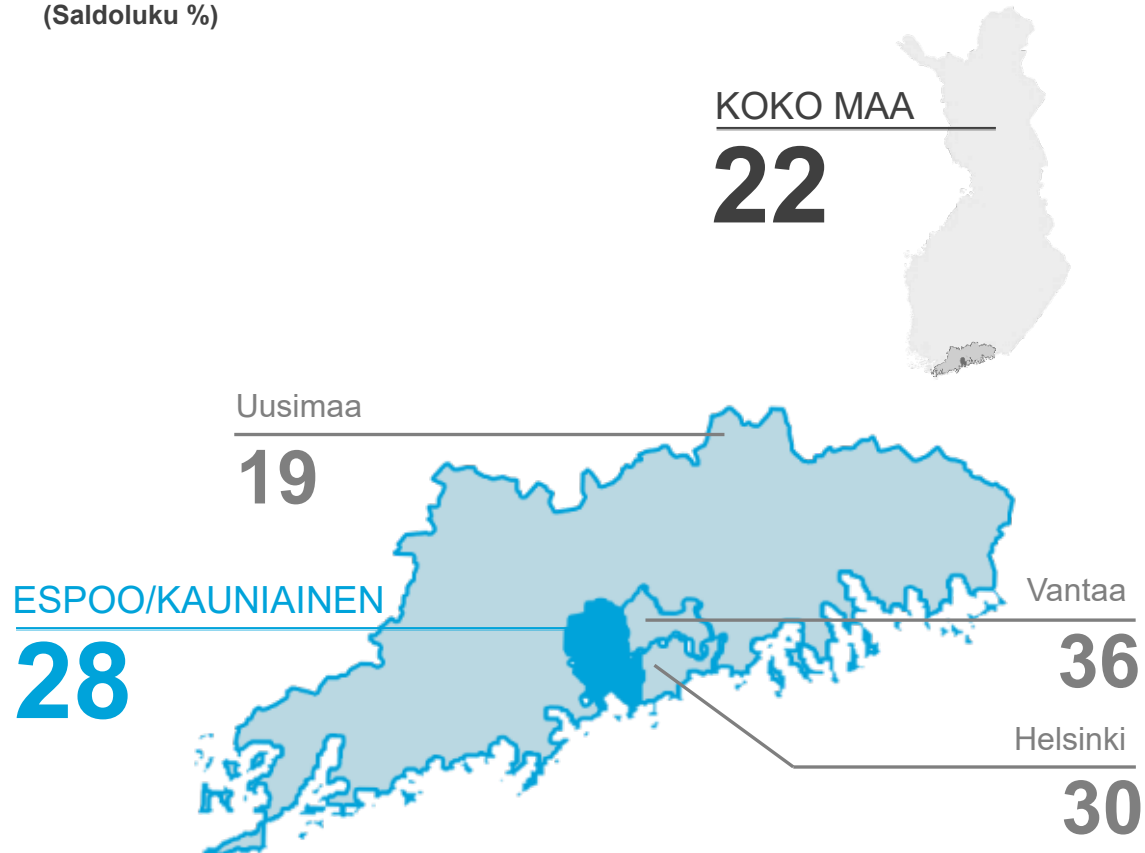 (Saldoluku %)
KOKO MAA
22
Uusimaa
19
ESPOO/KAUNIAINEN
28
Vantaa
36
Helsinki
30